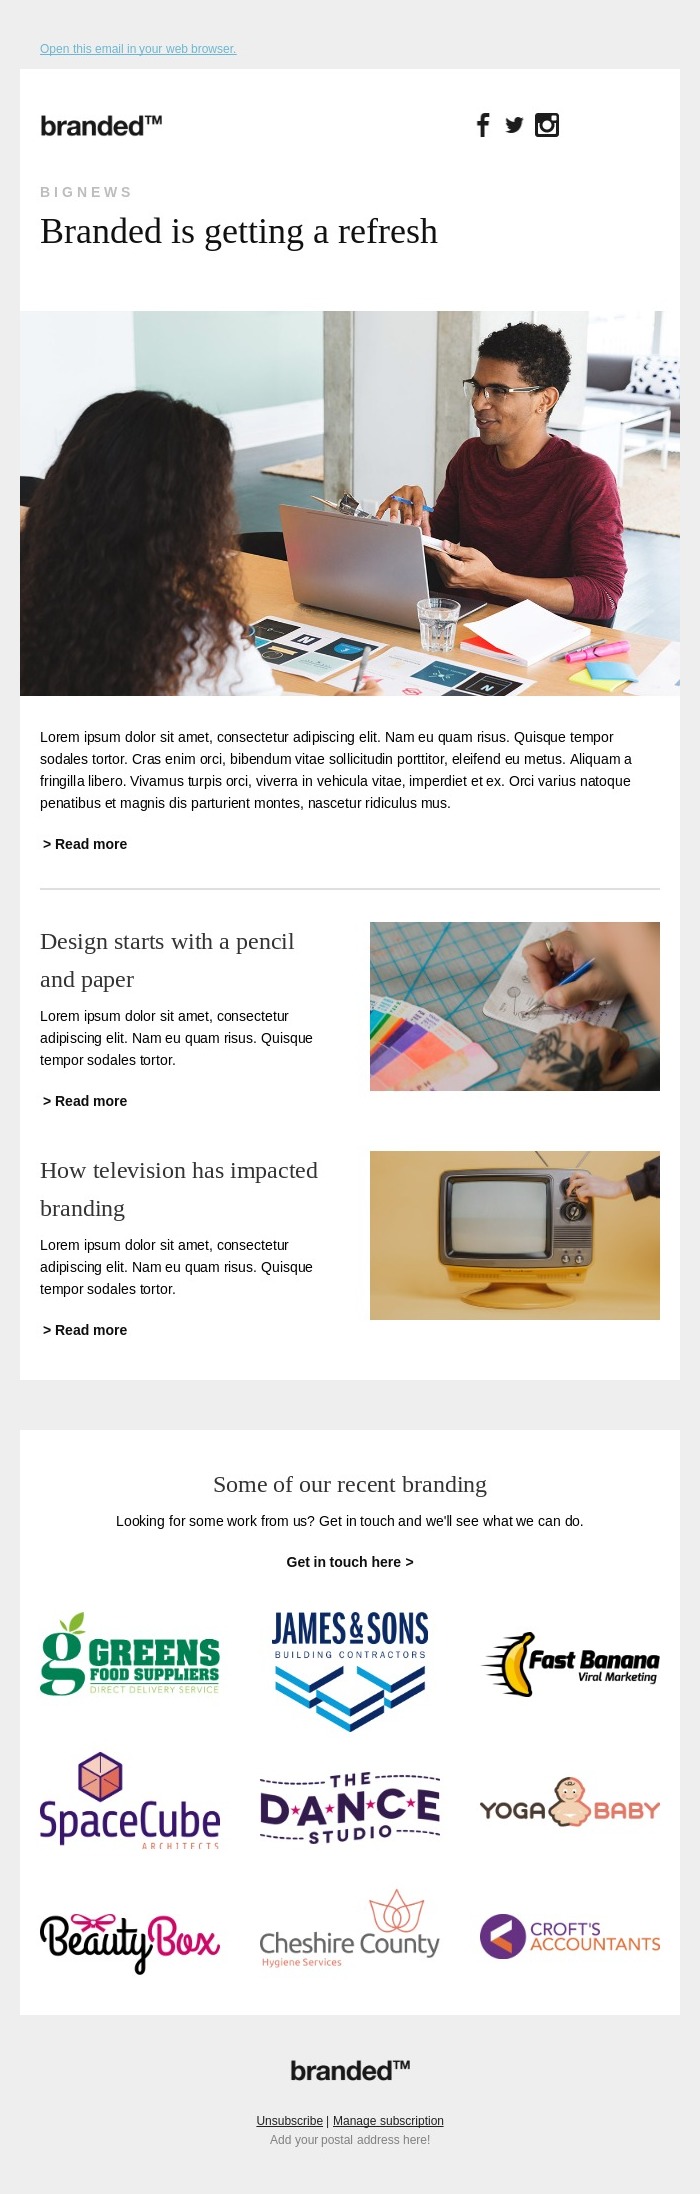 Open this email in your web browser.
branded™
BIGNEWS
Branded is getting a refresh
Lorem ipsum dolor sit amet, consectetur adipiscing elit. Nam eu quam risus. Quisque tempor
sodales tortor. Cras enim orci, bibendum vitae sollicitudin porttitor, eleifend eu metus. Aliquam a
fringilla libero. Vivamus turpis orci, viverra in vehicula vitae, imperdiet et ex. Orci varius natoque
penatibus et magnis dis parturient montes, nascetur ridiculus mus.
> Read more
Design starts with a pencil
and paper
Lorem ipsum dolor sit amet, consectetur
adipiscing elit. Nam eu quam risus. Quisque
tempor sodales tortor.
> Read more
How television has impacted
branding
Lorem ipsum dolor sit amet, consectetur
adipiscing elit. Nam eu quam risus. Quisque
tempor sodales tortor.
> Read more
Some of our recent branding
Looking for some work from us? Get in touch and we'll see what we can do.
Get in touch here >
g GREENS
FOOD SUPPLIERS
DIRECT DELIVERY SERVICE
JAMES & SONS
BUILDING CONTRACTORS
Fast Banana
Viral Marketing
SpaceCube
ARCHITECTS
THE
DANCE
STUDIO
YOGA BABY
BeautyBox
Cheshire County
Hygiene Services
CROFT'S
ACCOUNTANTS
branded™
Unsubscribe | Manage subscription
Add your postal address here!